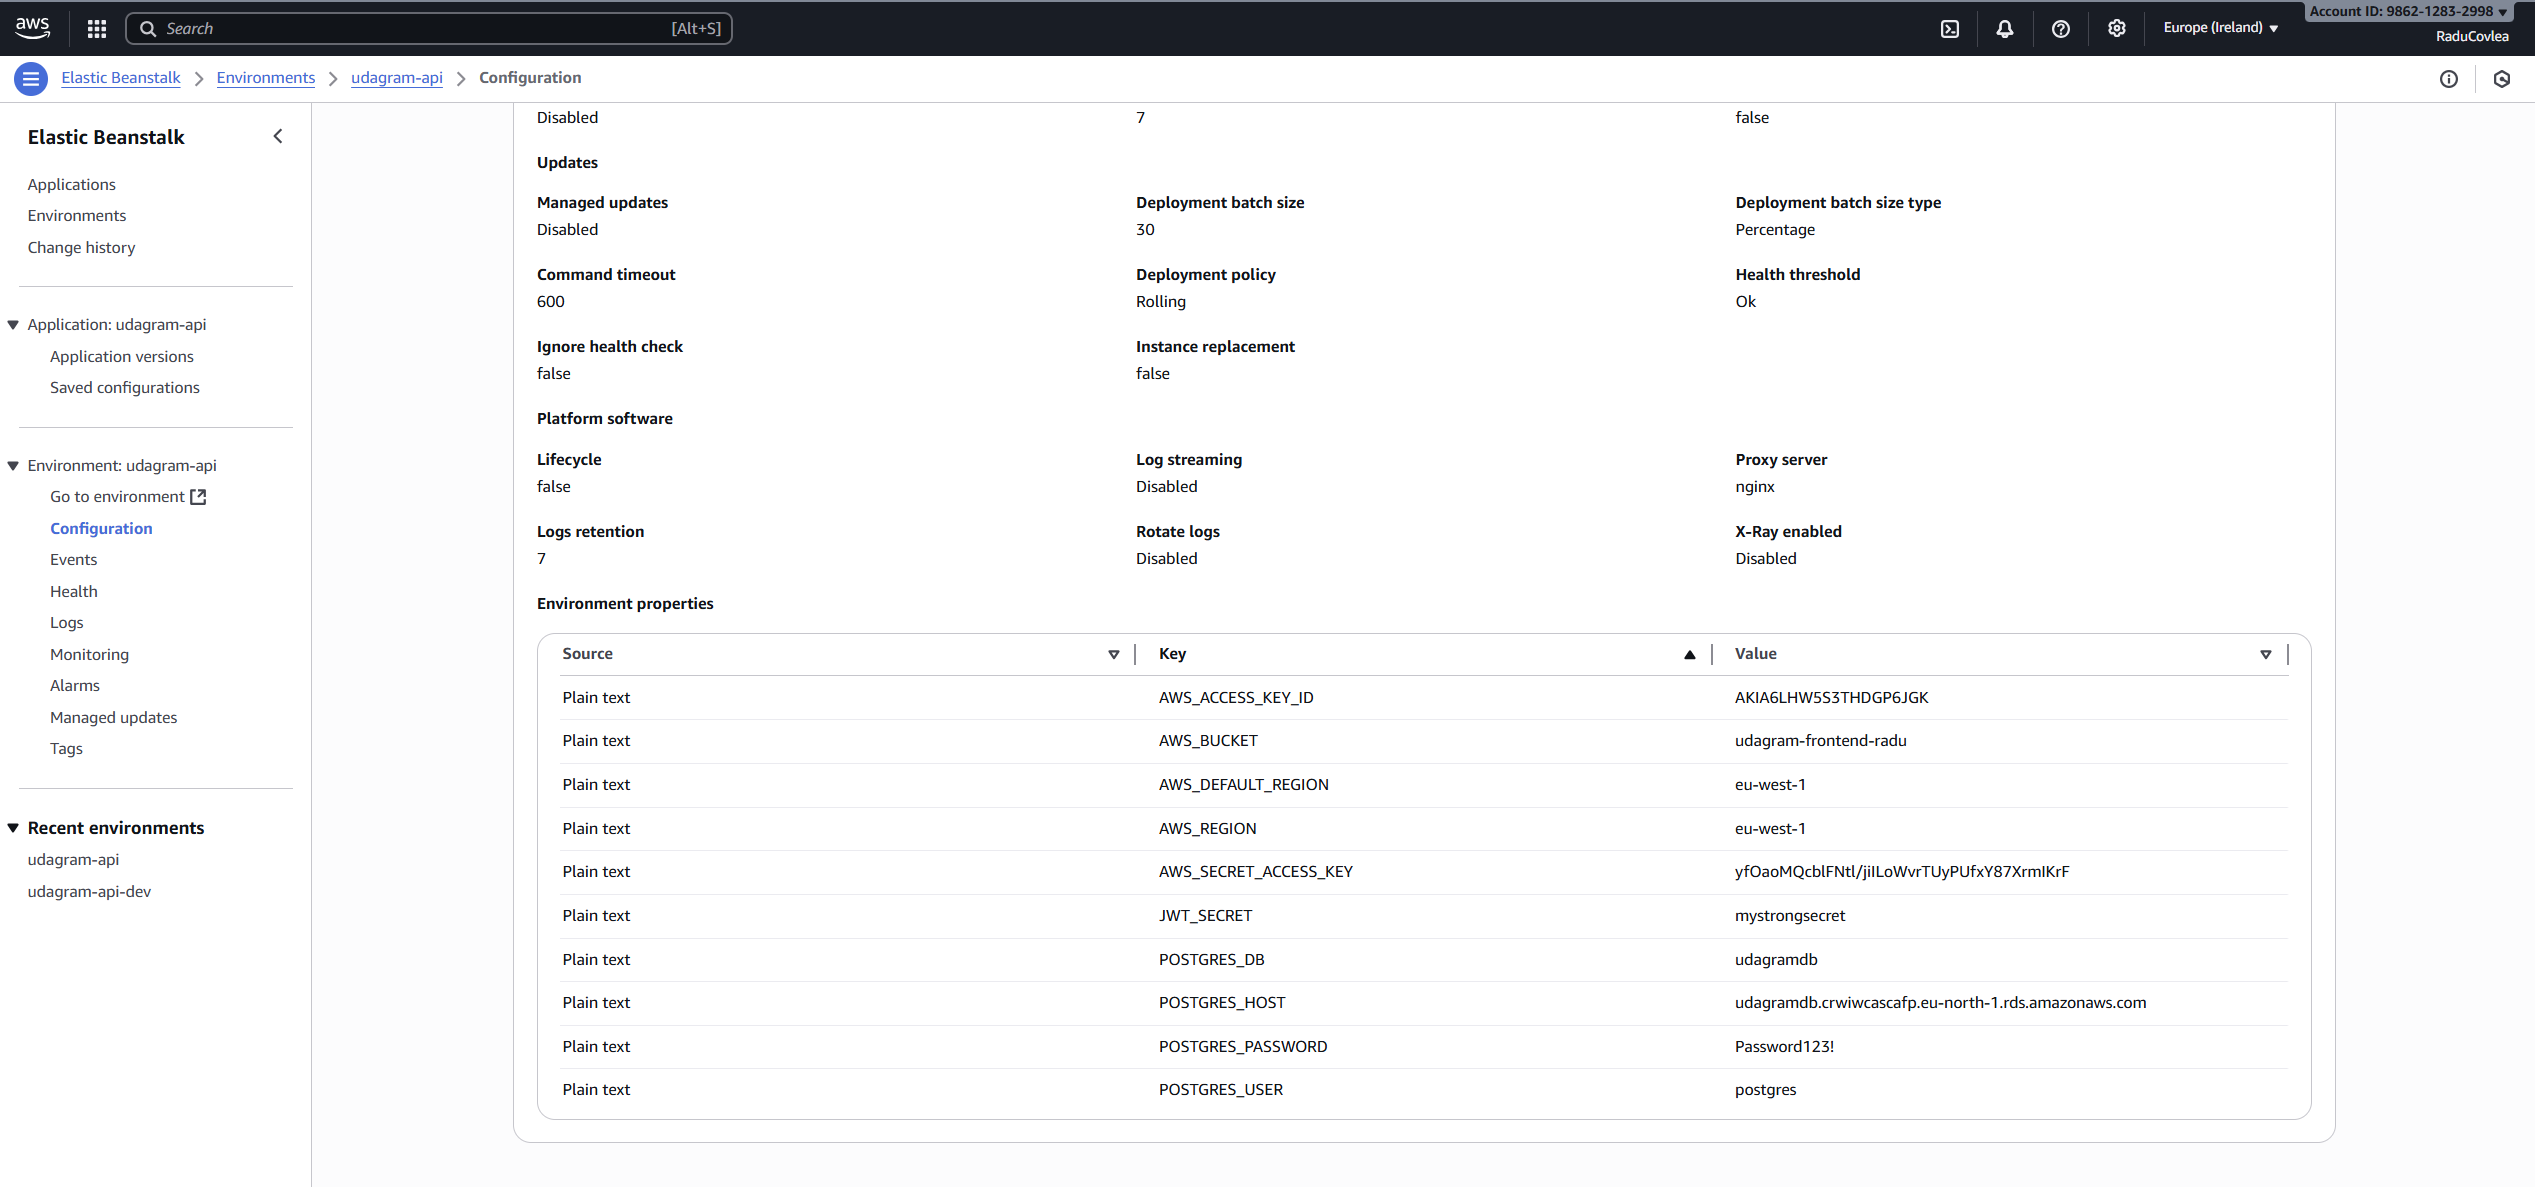 aws
Search [Alt+S]
Europe (Ireland)
Account ID: 9862-1283-2998
RaduCovlea
Elastic Beanstalk
Environments
udagram-api
Configuration
Elastic Beanstalk
Applications
Environments
Change history
Application: udagram-api
Application versions
Saved configurations
Environment: udagram-api
Go to environment
Configuration
Events
Health
Logs
Monitoring
Alarms
Managed updates
Tags
Recent environments
udagram-api
udagram-api-dev
Disabled 7 false
Updates
Managed updates Deployment batch size Deployment batch size type
Disabled 30 Percentage
Command timeout Deployment policy Health threshold
600 Rolling Ok
Ignore health check Instance replacement
false false
Platform software
Lifecycle Log streaming Proxy server
false Disabled nginx
Logs retention Rotate logs X-Ray enabled
7 Disabled Disabled
Environment properties
Source Key Value
Plain text AWS_ACCESS_KEY_ID AKIA6LHW5S3THDGP6JGK
Plain text AWS_BUCKET udagram-frontend-radu
Plain text AWS_DEFAULT_REGION eu-west-1
Plain text AWS_REGION eu-west-1
Plain text AWS_SECRET_ACCESS_KEY yfOaoMQcblFNtl/jiILoWvrTUyPUfxY87XrmIKrF
Plain text JWT_SECRET mystrongsecret
Plain text POSTGRES_DB udagramdb
Plain text POSTGRES_HOST udagramdb.crwiwcascafp.eu-north-1.rds.amazonaws.com
Plain text POSTGRES_PASSWORD Password123!
Plain text POSTGRES_USER postgres